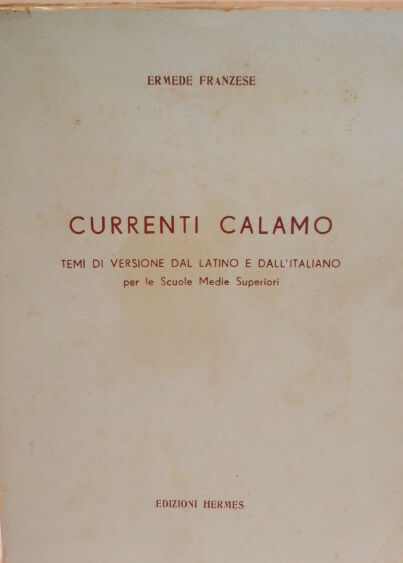 ERMEDE FRANZESE
CURRENTI CALAMO
TEMI DI VERSIONE DAL LATINO E DALL'ITALIANO
per le Scuole Medie Superiori
EDIZIONI HERMES